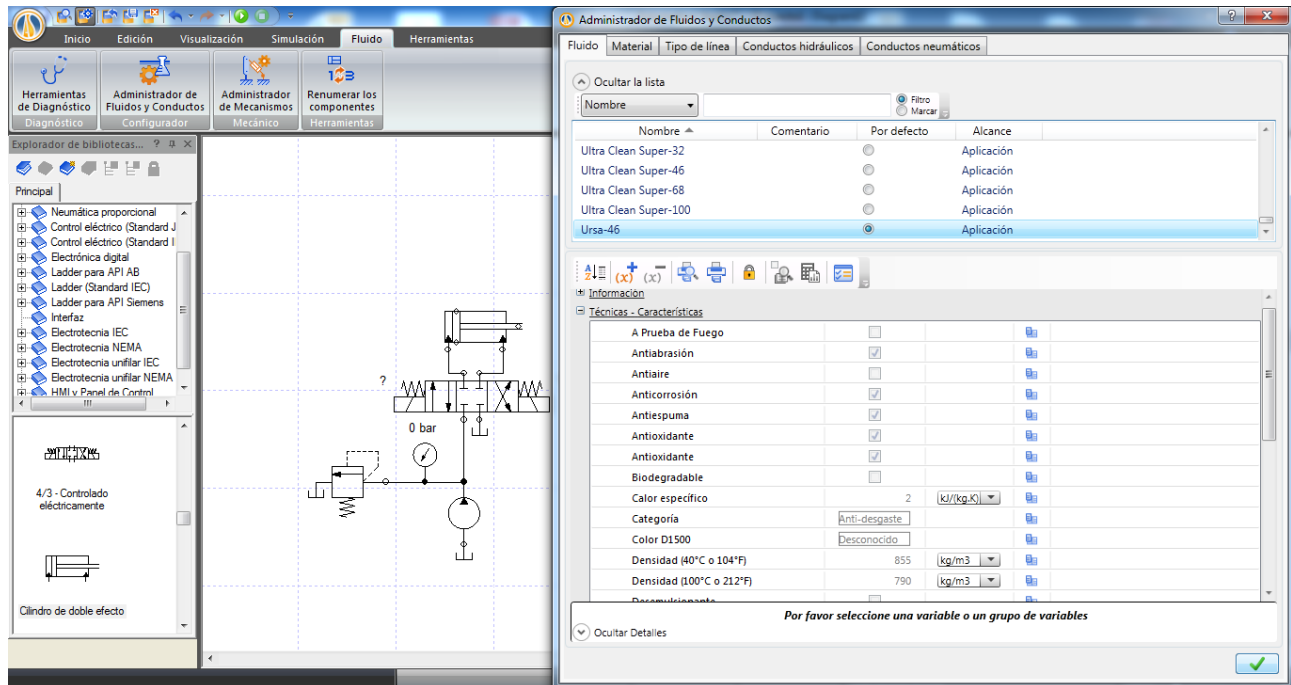 Inicio Edición Visualización Simulación Fluido Herramientas
Herramientas de Diagnóstico
Diagnóstico
Administrador de Fluidos y Conductos
Configurador
Administrador de Mecanismos
Mecánico
Renumerar los componentes
Herramientas
Explorador de bibliotecas... ?
Principal
Neumática proporcional
Control eléctrico (Standard J
Control eléctrico (Standard I
Electrónica digital
Ladder para API AB
Ladder (Standard IEC)
Ladder para API Siemens
Interfaz
Electrotecnia IEC
Electrotecnia NEMA
Electrotecnia unifilar IEC
Electrotecnia unifilar NEMA
HMI y Panel de Control
4/3 - Controlado
eléctricamente
Cilindro de doble efecto
?
0 bar
Administrador de Fluidos y Conductos
Fluido Material Tipo de línea Conductos hidráulicos Conductos neumáticos
Ocultar la lista
Nombre
Filtro
Marcar
Nombre Comentario Por defecto Alcance
Ultra Clean Super-32 Aplicación
Ultra Clean Super-46 Aplicación
Ultra Clean Super-68 Aplicación
Ultra Clean Super-100 Aplicación
Ursa-46 Aplicación
Información
Técnicas - Características
A Prueba de Fuego
Antiabrasión
Antiaire
Anticorrosión
Antiespuma
Antioxidante
Antioxidante
Biodegradable
Calor específico 2 kJ/(kg.K)
Categoría Anti-desgaste
Color D1500 Desconocido
Densidad (40°C o 104°F) 855 kg/m3
Densidad (100°C o 212°F) 790 kg/m3
Desemulsionante
Por favor seleccione una variable o un grupo de variables
Ocultar Detalles